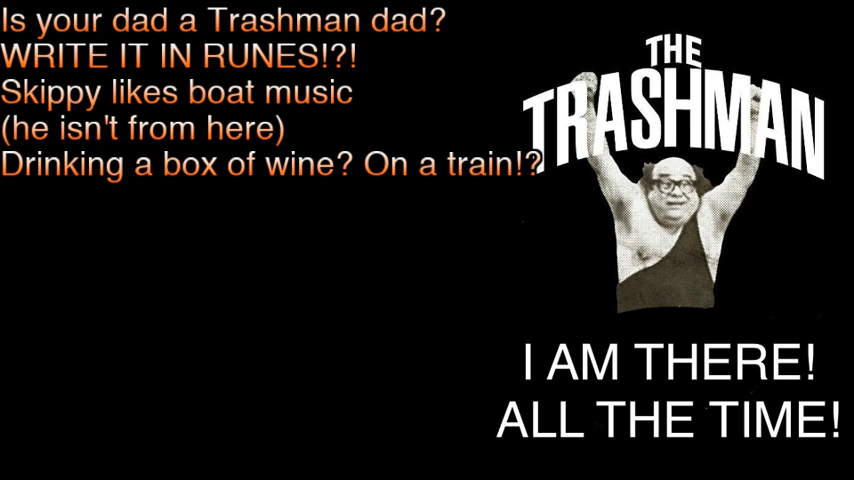 Is your dad a Trashman dad?
WRITE IT IN RUNES!?!
Skippy likes boat music
(he isn't from here)
Drinking a box of wine? On a train!?
THE
TRASHMAN
I AM THERE!
ALL THE TIME!